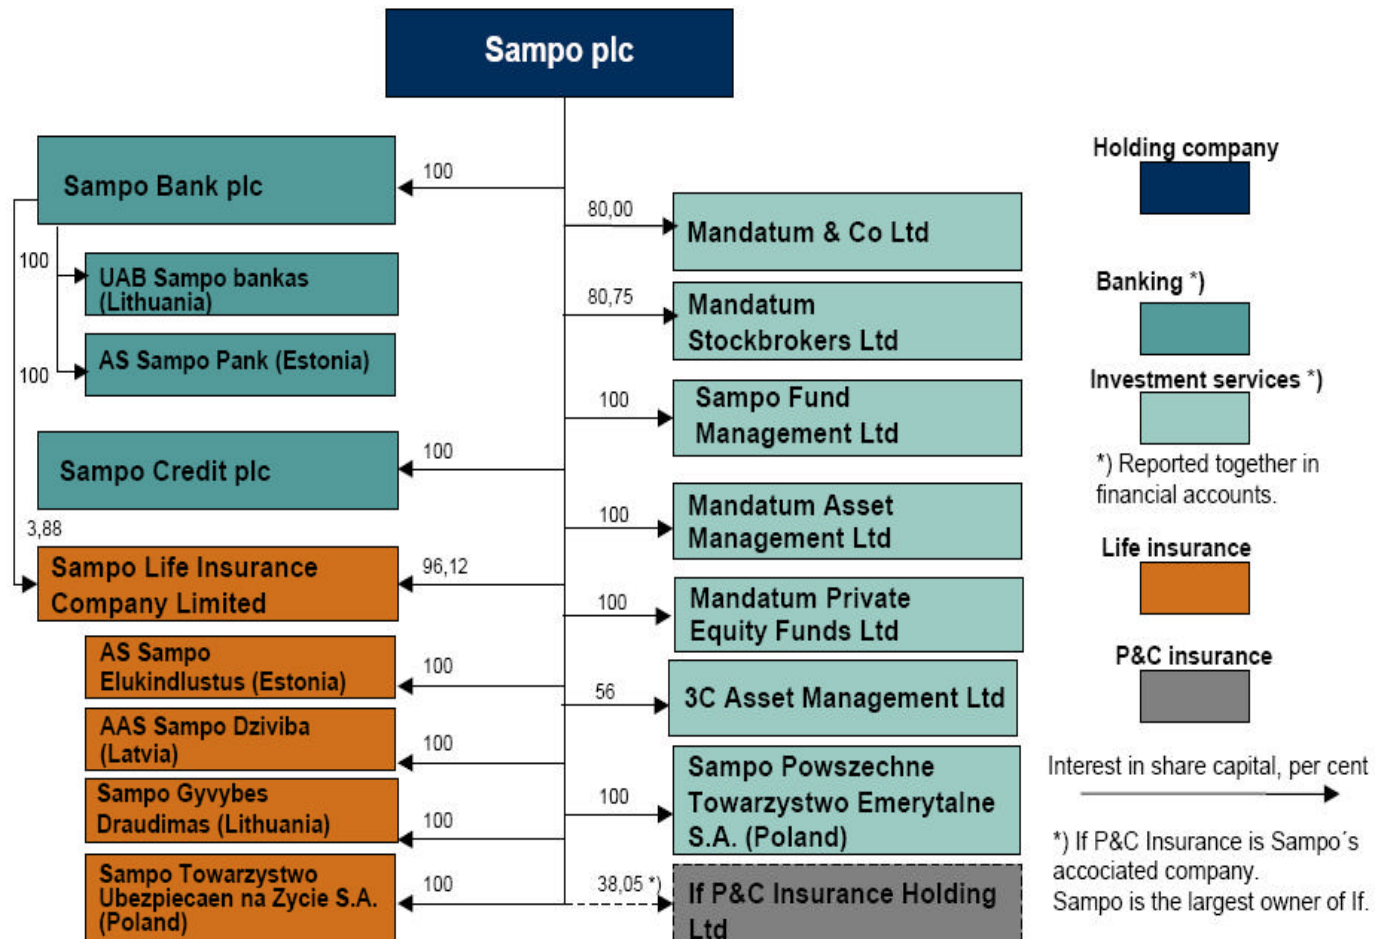 Sampo plc
Sampo Bank plc
100
100
UAB Sampo bankas
(Lithuania)
100
AS Sampo Pank (Estonia)
Sampo Credit plc
100
3,88
Sampo Life Insurance
Company Limited
96,12
AS Sampo
Elukindlustus (Estonia)
100
AAS Sampo Dziviba
(Latvia)
100
Sampo Gyvybes
Draudimas (Lithuania)
100
Sampo Towarzystwo
Ubezpiecaen na Zycie S.A.
(Poland)
100
80,00
Mandatum & Co Ltd
80,75
Mandatum
Stockbrokers Ltd
100
Sampo Fund
Management Ltd
100
Mandatum Asset
Management Ltd
100
Mandatum Private
Equity Funds Ltd
56
3C Asset Management Ltd
100
Sampo Powszechne
Towarzystwo Emerytalne
S.A. (Poland)
38,05 *)
If P&C Insurance Holding
Ltd
Holding company
Banking *)
Investment services *)
*) Reported together in
financial accounts.
Life insurance
P&C insurance
Interest in share capital, per cent
*) If P&C Insurance is Sampo´s
accociated company.
Sampo is the largest owner of If.